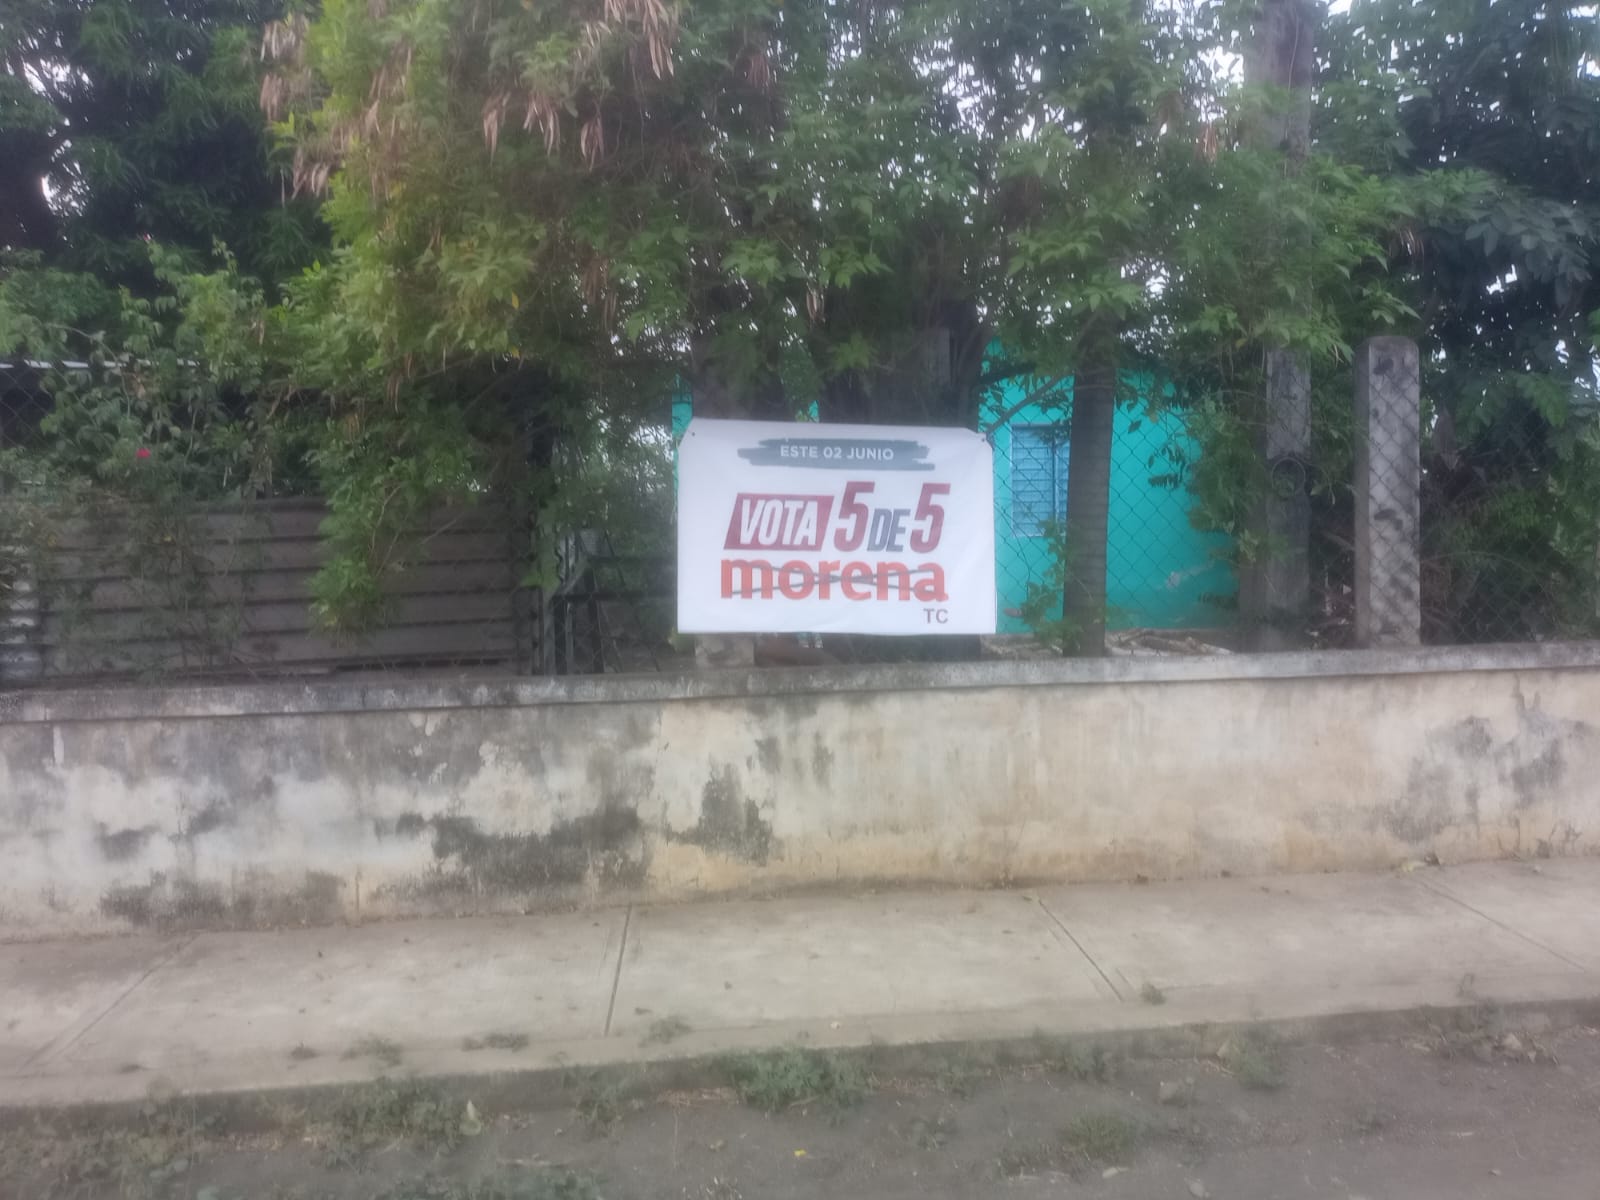 ESTE 02 JUNIO
VOTA 5 DE 5
morena
TC